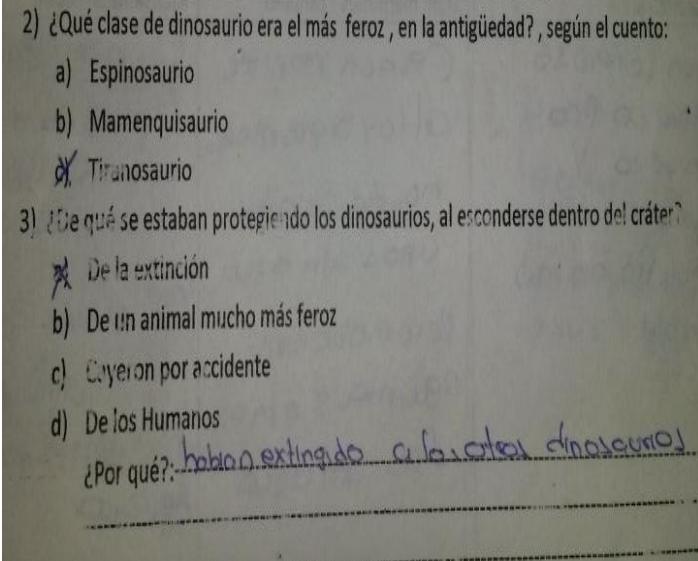 2) ¿Qué clase de dinosaurio era el más feroz , en la antigüedad? , según el cuento:
a) Espinosaurio
b) Mamenquisaurio
c) Tiranosaurio
3) ¿De qué se estaban protegiendo los dinosaurios, al esconderse dentro del cráter?
a) De la extinción
b) De un animal mucho más feroz
c) Cayeron por accidente
d) De los Humanos
¿Por qué?: habian extingido a los otros dinosaurios